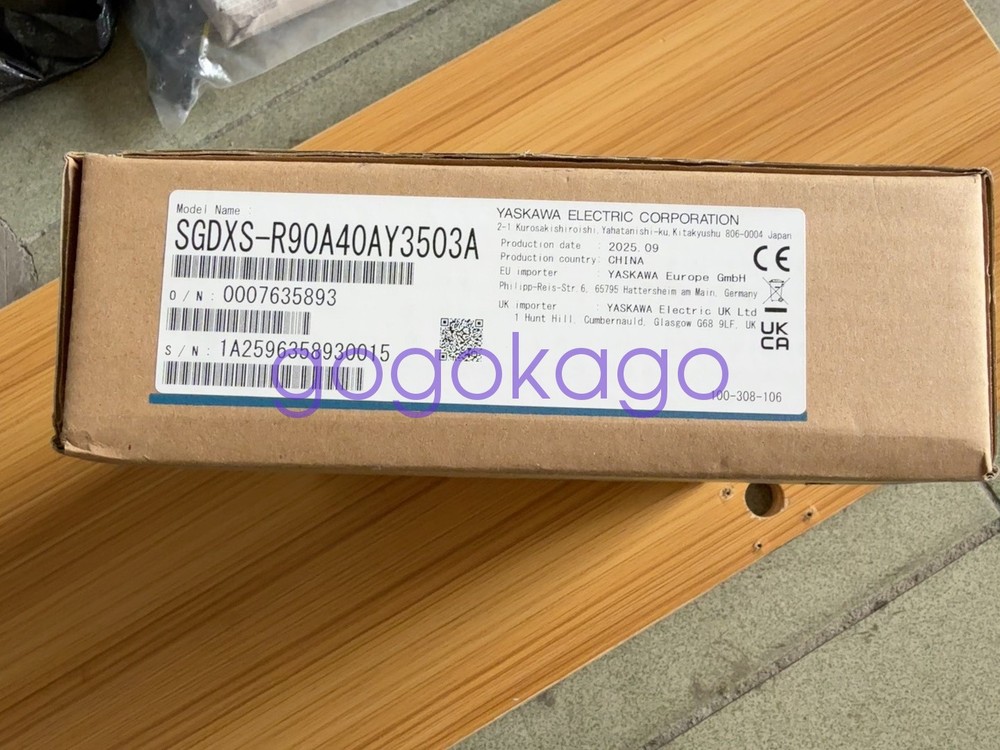 Model Name :
SGDXS-R90A40AY3503A
O/N: 0007635893
S/N: 1A2596358930015
YASKAWA ELECTRIC CORPORATION
2-1 Kurosakishiroishi, Yahatanishi-ku, Kitakyushu 806-0004 Japan
Production date : 2025.09
Production country: CHINA
EU importer : YASKAWA Europe GmbH
Philipp-Reis-Str. 6, 65795 Hattersheim am Main, Germany
UK importer : YASKAWA Electric UK Ltd
1 Hunt Hill, Cumbernauld, Glasgow G68 9LF, UK
CE
UK
CA
100-308-106
gogokago